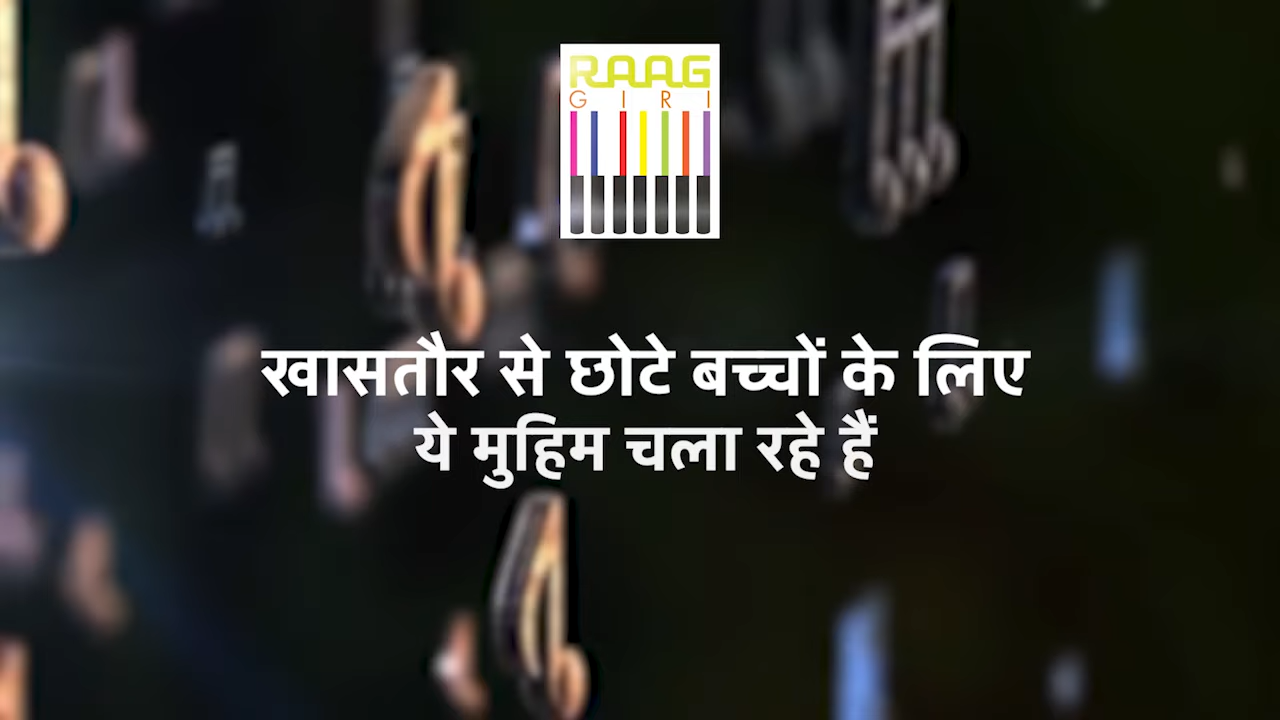 RAAG
GIRI
खासतौर से छोटे बच्चों के लिए
ये मुहिम चला रहे हैं